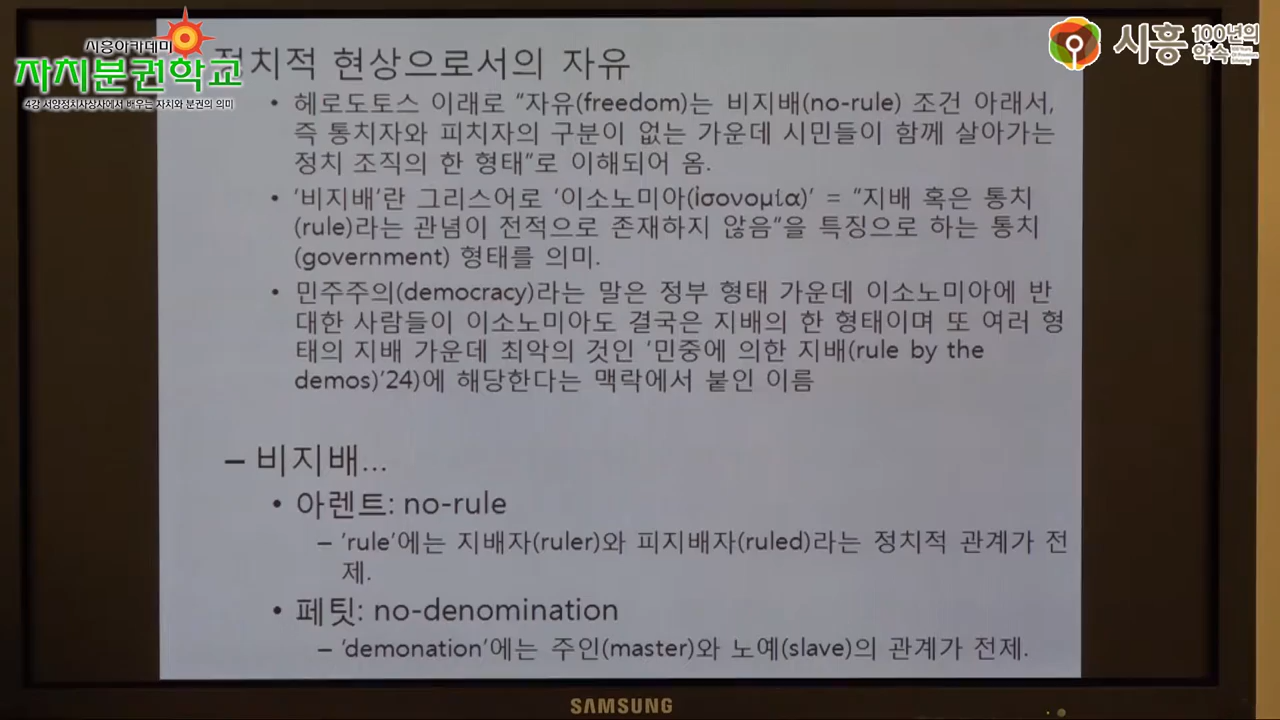 시흥아카데미
자치분권학교
4강 서양정치사상사에서 배우는 자치와 분권의 의미
시흥
100년의
약속
정치적 현상으로서의 자유
• 헤로도토스 이래로 “자유(freedom)는 비지배(no-rule) 조건 아래서,
즉 통치자와 피치자의 구분이 없는 가운데 시민들이 함께 살아가는
정치 조직의 한 형태”로 이해되어 옴.
• ‘비지배’란 그리스어로 ‘이소노미아(ἰσονομία)’ = “지배 혹은 통치
(rule)라는 관념이 전적으로 존재하지 않음”을 특징으로 하는 통치
(government) 형태를 의미.
• 민주주의(democracy)라는 말은 정부 형태 가운데 이소노미아에 반
대한 사람들이 이소노미아도 결국은 지배의 한 형태이며 또 여러 형
태의 지배 가운데 최악의 것인 ‘민중에 의한 지배(rule by the
demos)’24)에 해당한다는 맥락에서 붙인 이름
– 비지배…
• 아렌트: no-rule
– ‘rule’에는 지배자(ruler)와 피지배자(ruled)라는 정치적 관계가 전
제.
• 페팃: no-denomination
– ‘demonation’에는 주인(master)와 노예(slave)의 관계가 전제.
SAMSUNG